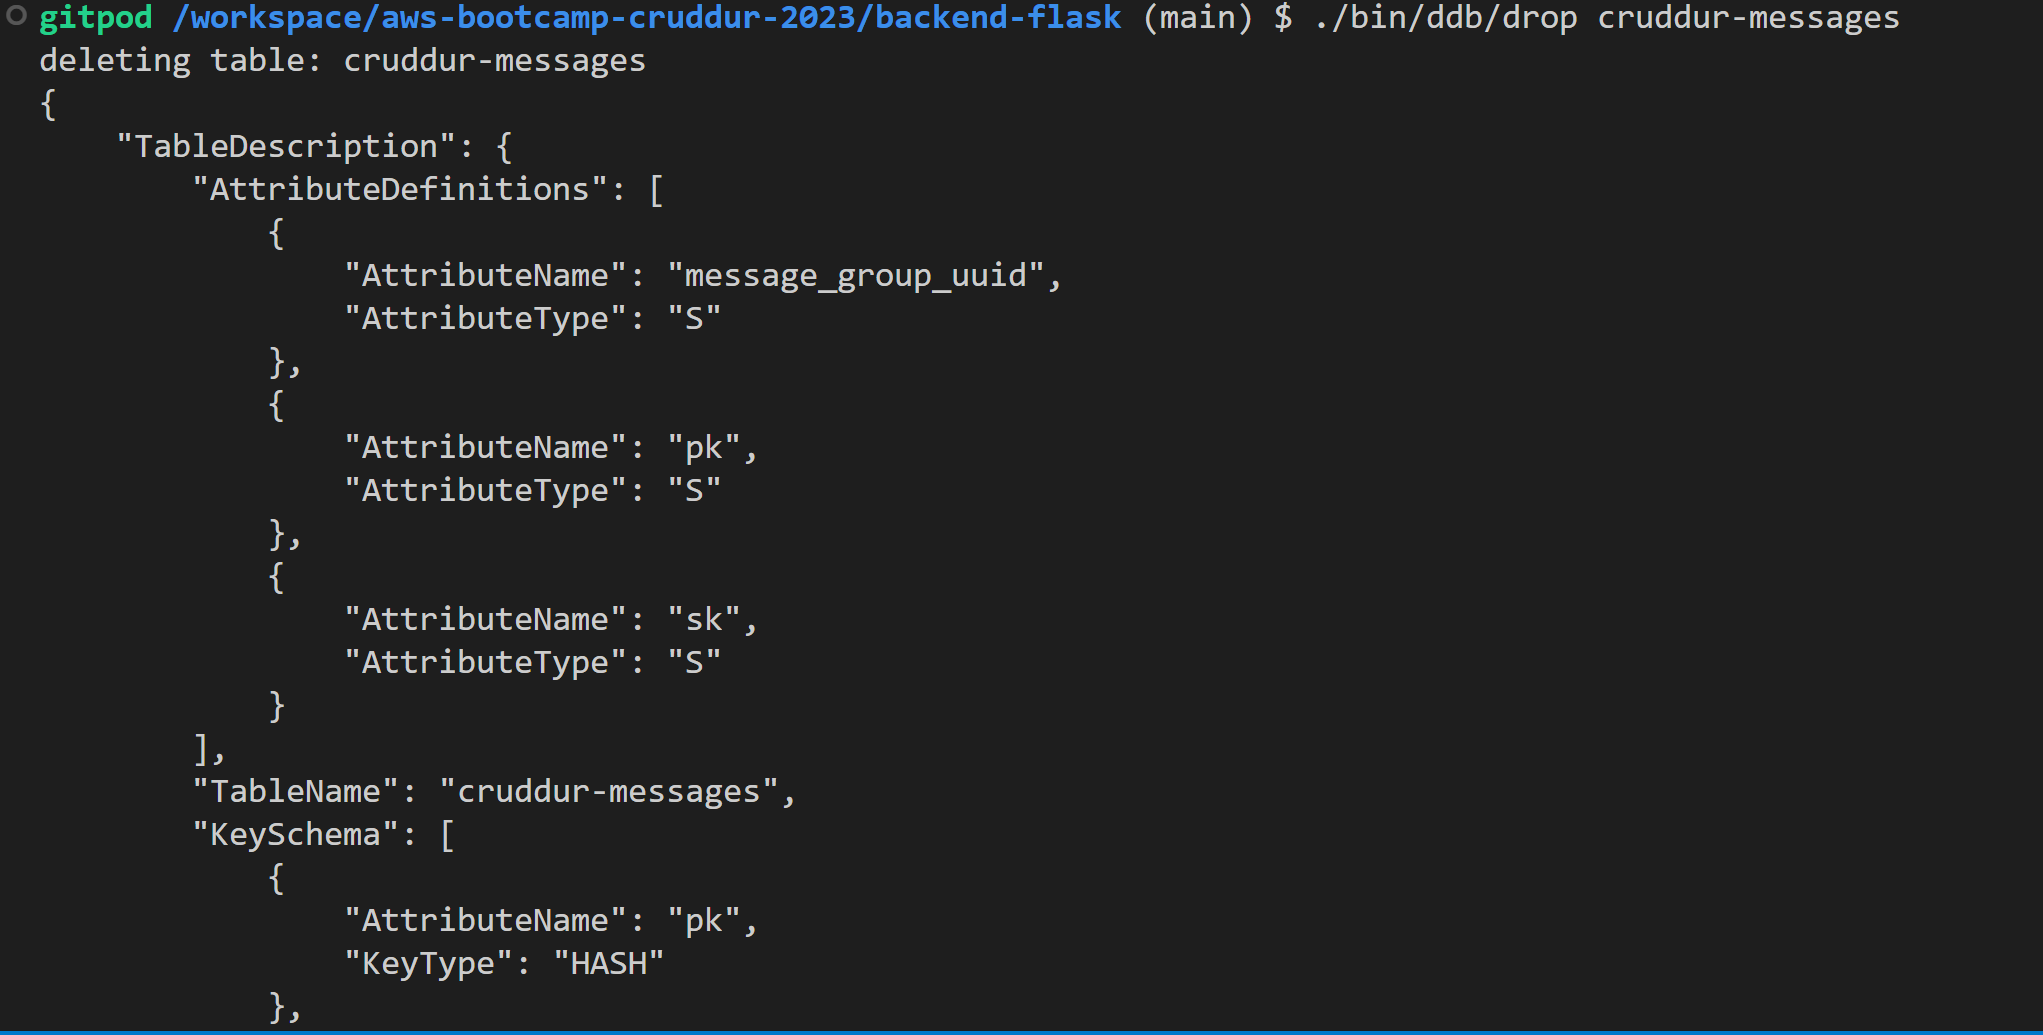 gitpod /workspace/aws-bootcamp-cruddur-2023/backend-flask (main) $ ./bin/ddb/drop cruddur-messages
deleting table: cruddur-messages
{
    "TableDescription": {
        "AttributeDefinitions": [
            {
                "AttributeName": "message_group_uuid",
                "AttributeType": "S"
            },
            {
                "AttributeName": "pk",
                "AttributeType": "S"
            },
            {
                "AttributeName": "sk",
                "AttributeType": "S"
            }
        ],
        "TableName": "cruddur-messages",
        "KeySchema": [
            {
                "AttributeName": "pk",
                "KeyType": "HASH"
            },